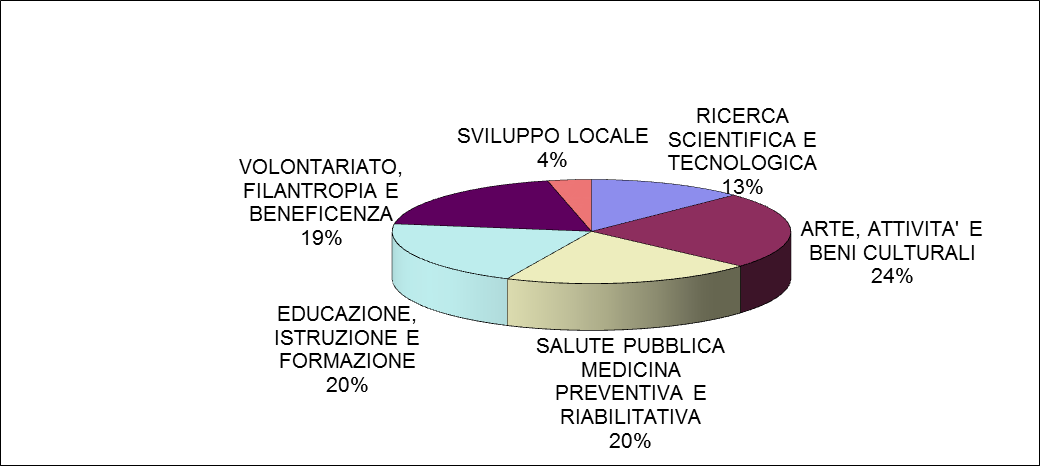 SVILUPPO LOCALE
4%
RICERCA
SCIENTIFICA E
TECNOLOGICA
13%
ARTE, ATTIVITA' E
BENI CULTURALI
24%
SALUTE PUBBLICA
MEDICINA
PREVENTIVA E
RIABILITATIVA
20%
EDUCAZIONE,
ISTRUZIONE E
FORMAZIONE
20%
VOLONTARIATO,
FILANTROPIA E
BENEFICENZA
19%